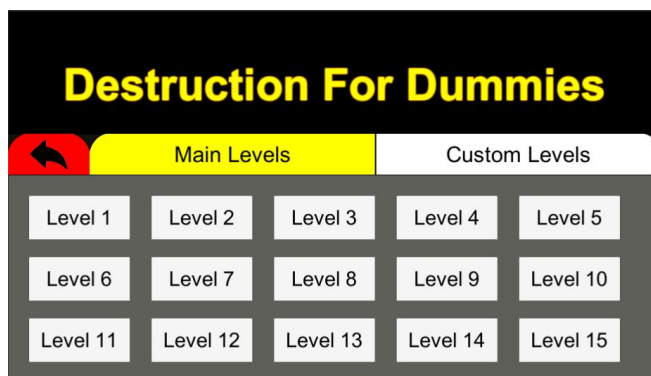 Destruction For Dummies
Main Levels Custom Levels
Level 1 Level 2 Level 3 Level 4 Level 5
Level 6 Level 7 Level 8 Level 9 Level 10
Level 11 Level 12 Level 13 Level 14 Level 15